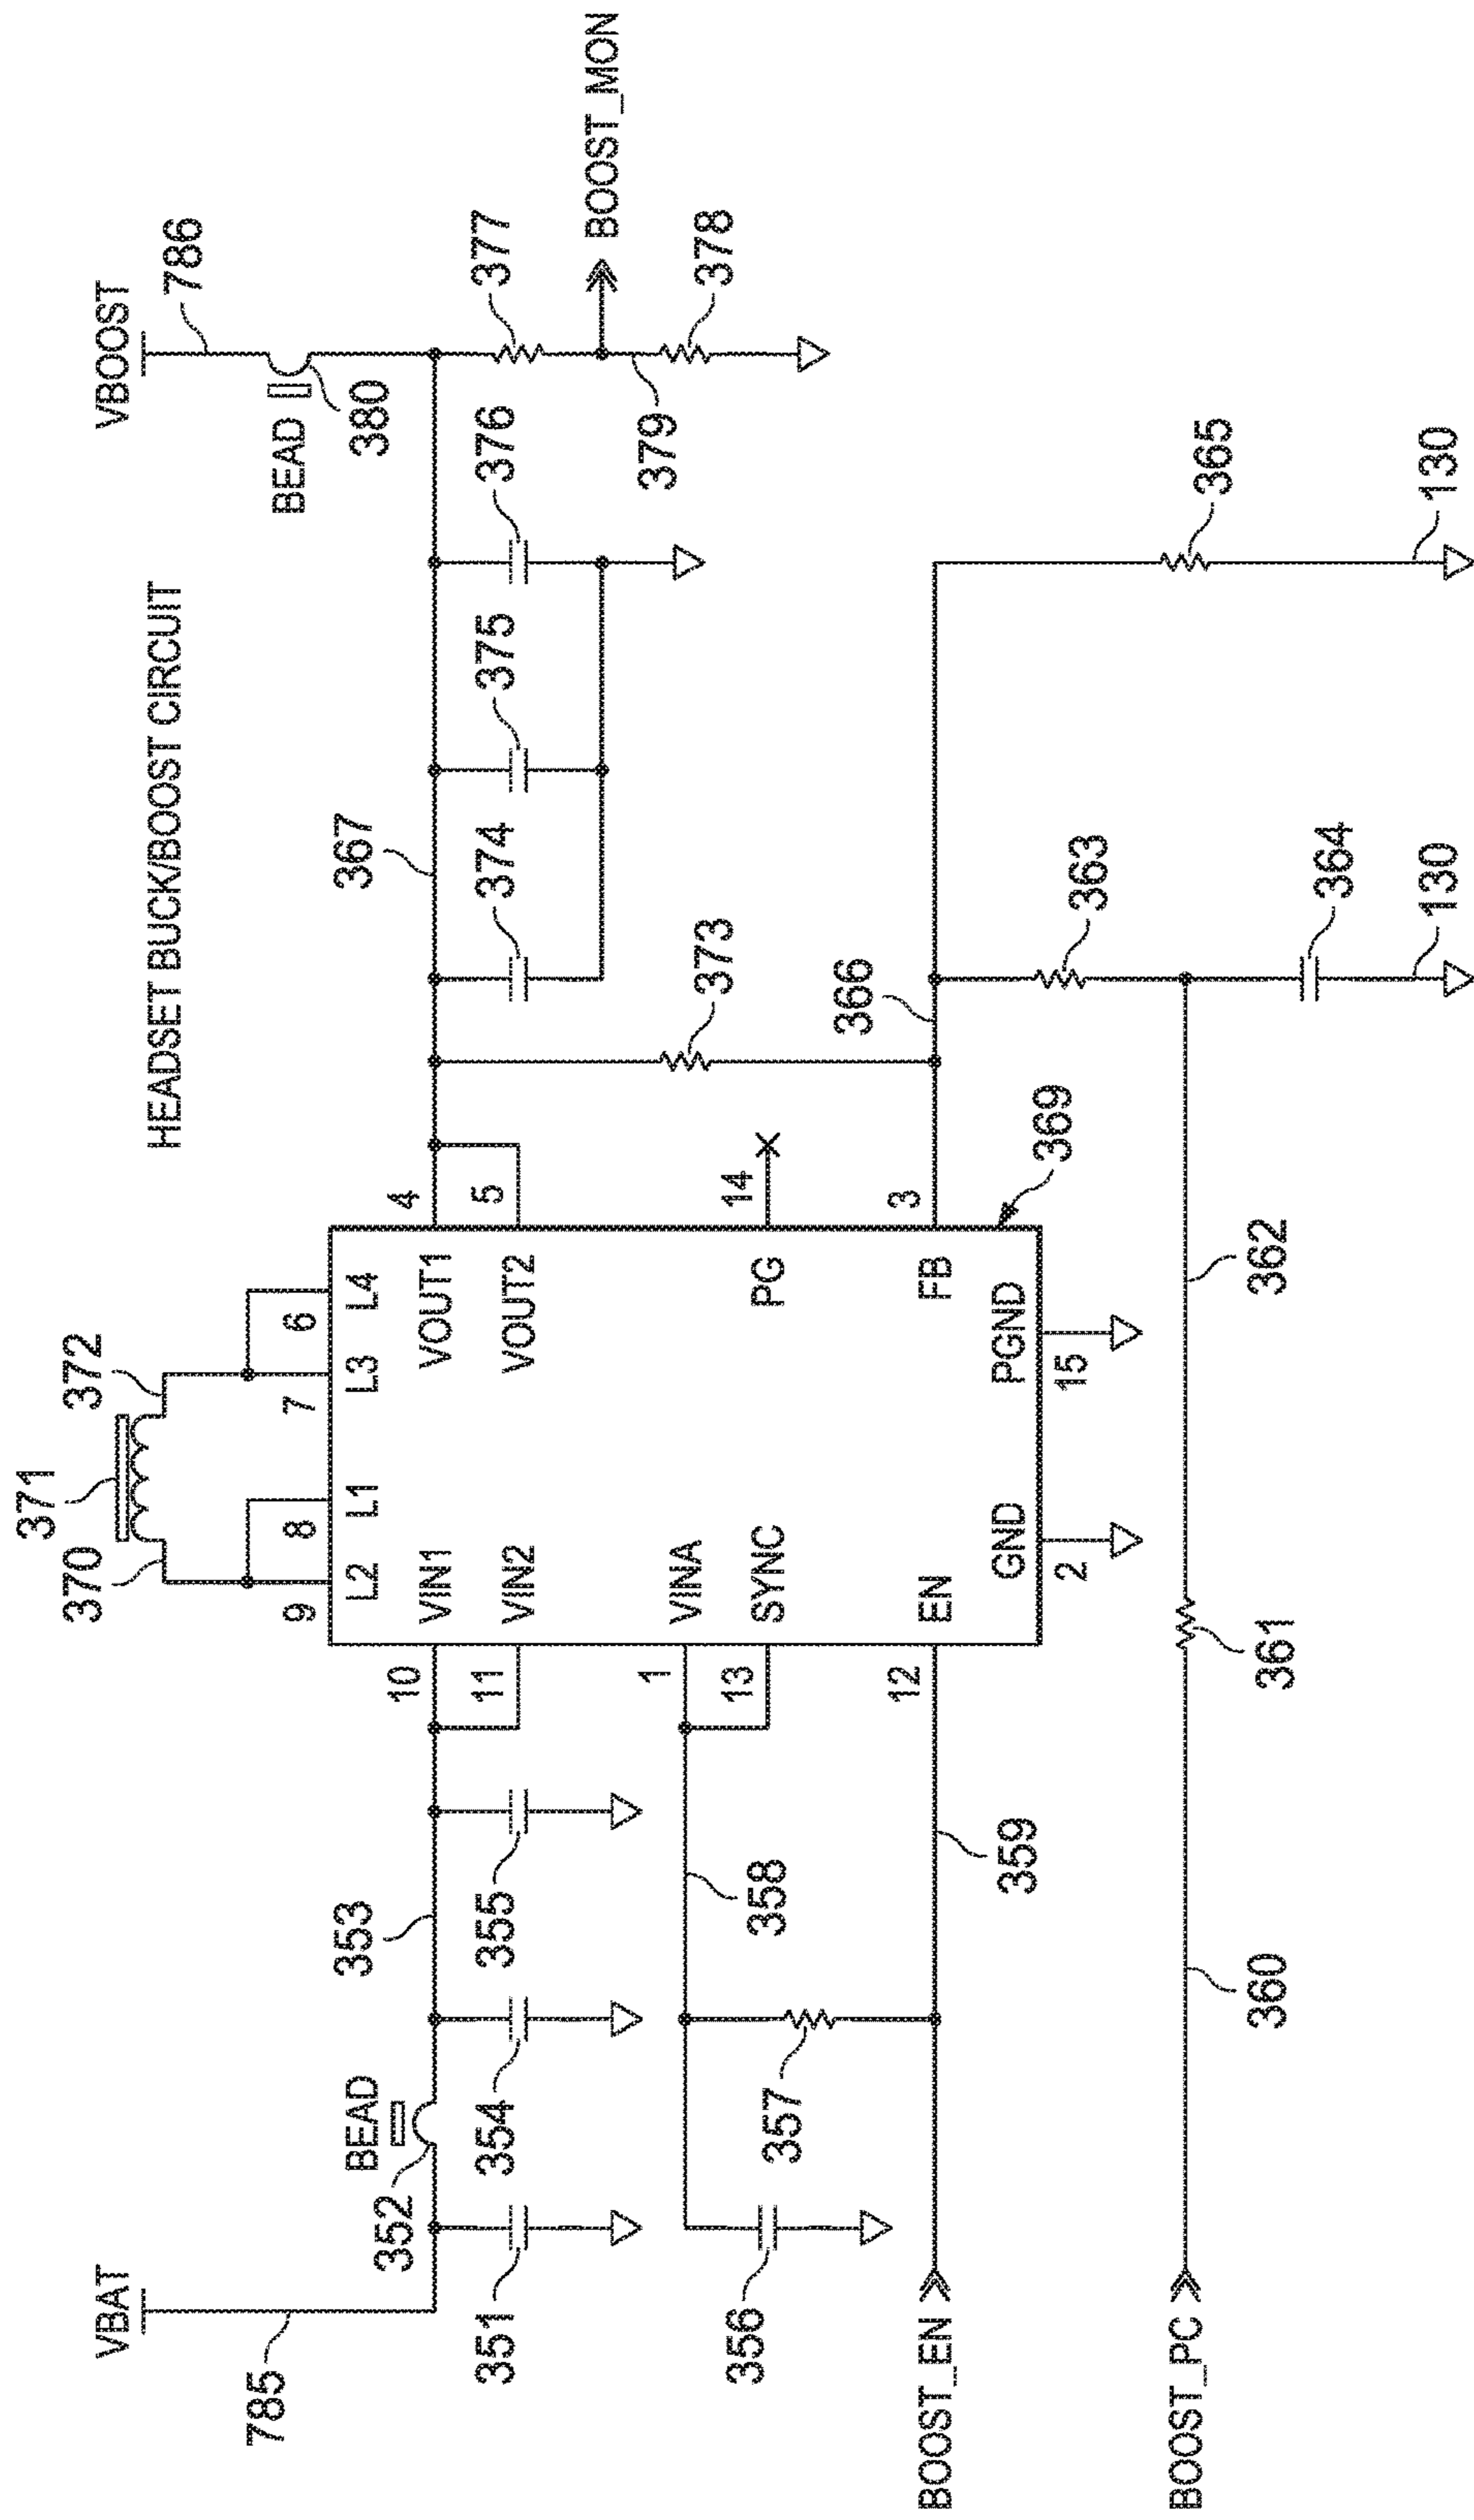 HEADSET BUCK/BOOST CIRCUIT
VBAT
785
BEAD
352
351
353
354
355
356
357
358
BOOST_EN
359
BOOST_PC
360
361
362
371
370
372
9
8
7
6
L2
L1
L3
L4
10
VIN1
11
VIN2
1
VINA
13
SYNC
12
EN
VOUT1
4
VOUT2
5
PG
14
FB
3
GND
2
PGND
15
369
367
373
374
375
376
366
363
364
130
365
130
VBOOST
786
BEAD
380
377
BOOST_MON
379
378